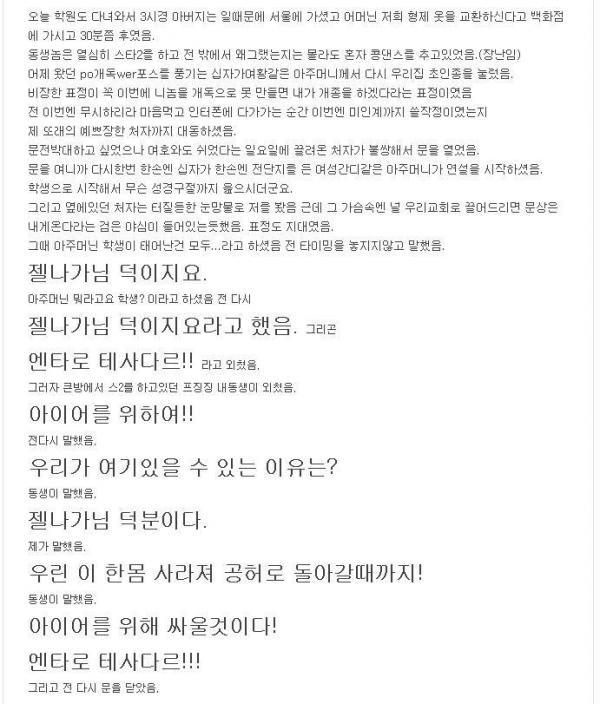 오늘 학원도 다녀와서 3시경 아버지는 일때문에 서울에 가셨고 어머닌 저희 형제 옷을 교환하신다고 백화점
에 가시고 30분쯤 후였음.
동생놈은 열심히 스타2를 하고 전 밖에서 왜그랬는지는 몰라도 혼자 콩댄스를 추고있었음.(장난임)
어제 왔던 po개독wer포스를 풍기는 십자가여황같은 아주머니께서 다시 우리집 초인종을 눌렀음.
비장한 표정이 꼭 이번에 니놈을 개독으로 못 만들면 내가 개종을 하겠다라는 표정이였음
전 이번엔 무시하리라 마음먹고 인터폰에 다가가는 순간 이번엔 미인계까지 쓸작정이였는지
제 또래의 예쁘장한 처자까지 대동하셨음.
문전박대하고 싶었으나 여호와도 쉬었다는 일요일에 끌려온 처자가 불쌍해서 문을 열었음.
문을 여니까 다시한번 한손엔 십자가 한손엔 전단지를 든 여성간디같은 아주머니가 연설을 시작하셨음.
학생으로 시작해서 무슨 성경구절까지 읊으시더군요.
그리고 옆에있던 처자는 터질듯한 눈망물로 저를 봤음 근데 그 가슴속엔 널 우리교회로 끌어드리면 문상은
내게온다라는 검은 야심이 들어있는듯했음. 표정도 지대였음.
그때 아주머닌 학생이 태어난건 모두...라고 하셨음 전 타이밍을 놓지지않고 말했음.
젤나가님 덕이지요.
아주머닌 뭐라고요 학생? 이라고 하셨음 전 다시
젤나가님 덕이지요라고 했음. 그리곤
엔타로 테사다르!! 라고 외쳤음.
그러자 큰방에서 스2를 하고있던 프징징 내동생이 외쳤음.
아이어를 위하여!!
전다시 말했음.
우리가 여기있을 수 있는 이유는?
동생이 말했음.
젤나가님 덕분이다.
제가 말했음.
우린 이 한몸 사라져 공허로 돌아갈때까지!
동생이 말했음.
아이어를 위해 싸울것이다!
엔타로 테사다르!!!
그리고 전 다시 문을 닫았음.